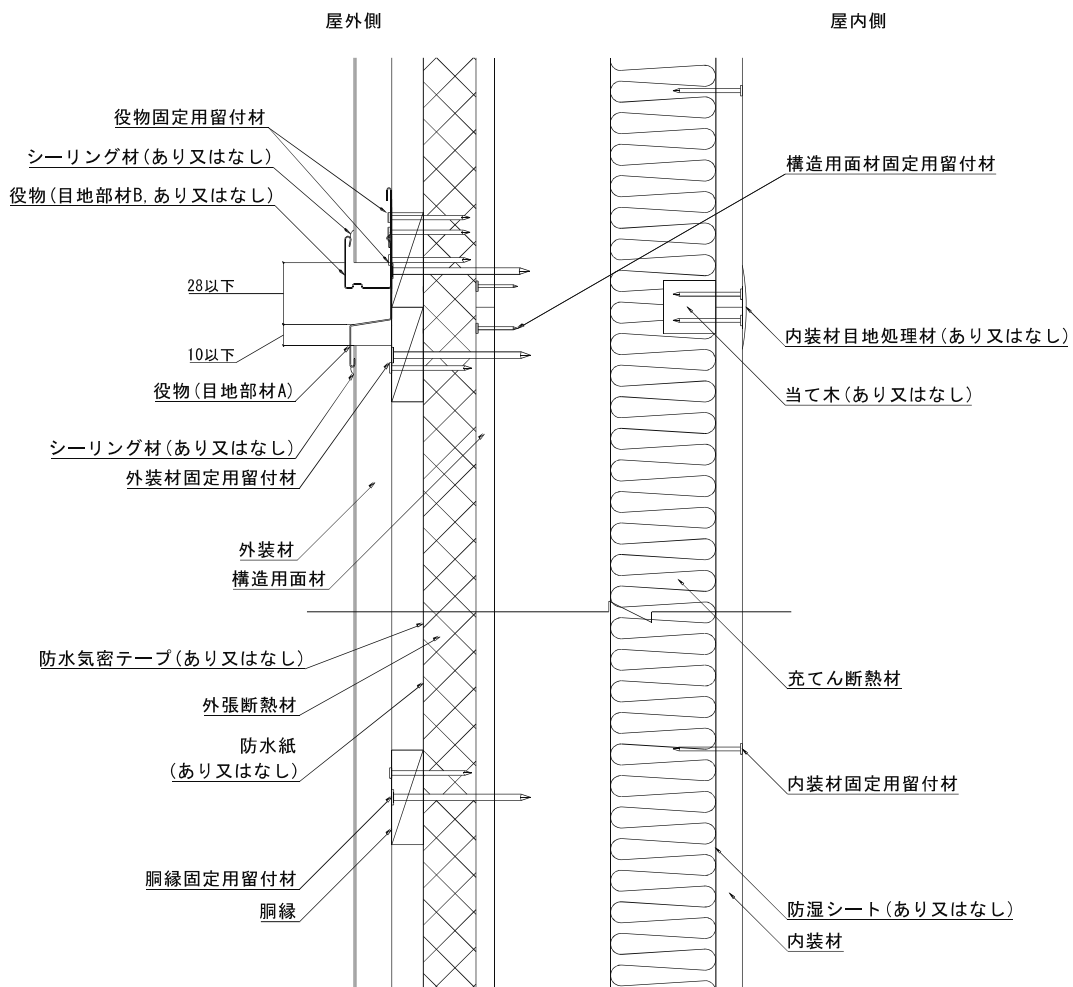 屋外側
屋内側
役物固定用留付材
シーリング材(あり又はなし)
役物(目地部材B,あり又はなし)
28以下
10以下
役物(目地部材A)
シーリング材(あり又はなし)
外装材固定用留付材
外装材
構造用面材
防水気密テープ(あり又はなし)
外張断熱材
防水紙
(あり又はなし)
胴縁固定用留付材
胴縁
構造用面材固定用留付材
内装材目地処理材(あり又はなし)
当て木(あり又はなし)
充てん断熱材
内装材固定用留付材
防湿シート(あり又はなし)
内装材